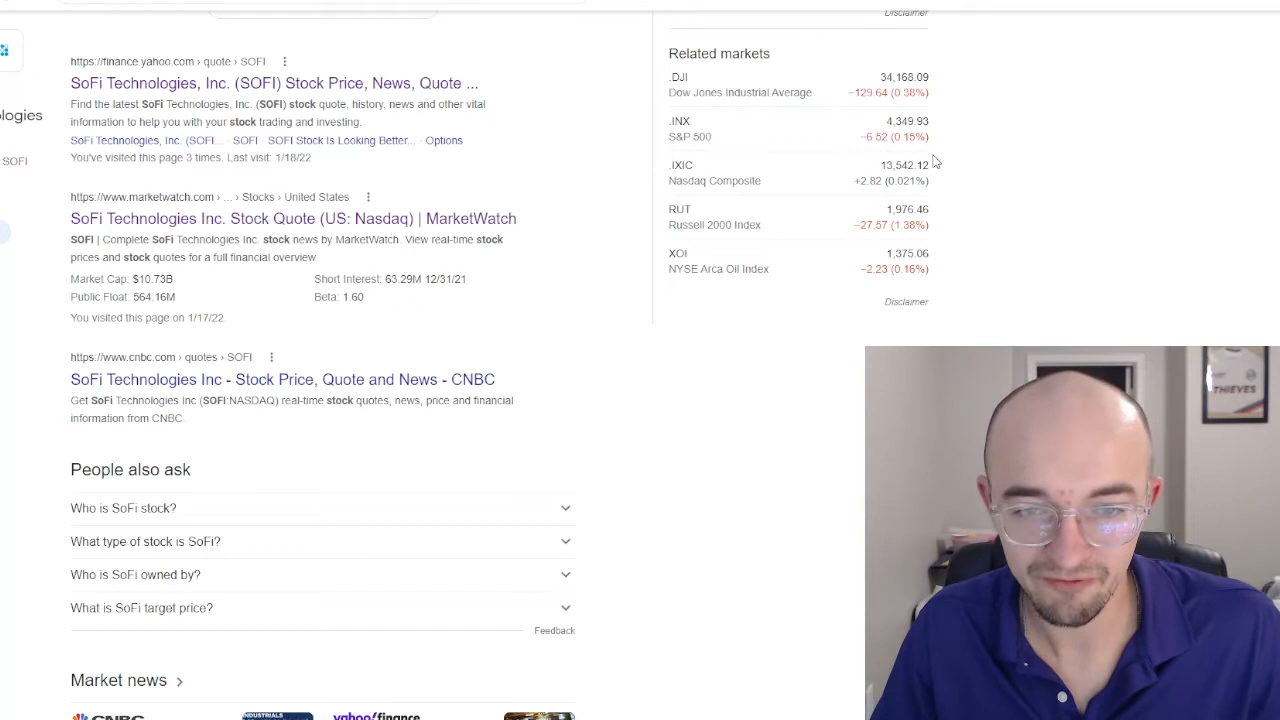 ologies
SOFI
https://finance.yahoo.com › quote › SOFI
SoFi Technologies, Inc. (SOFI) Stock Price, News, Quote ...
Find the latest SoFi Technologies, Inc. (SOFI) stock quote, history, news and other vital
information to help you with your stock trading and investing.
SoFi Technologies, Inc. (SOFI... · SOFI · SOFI Stock Is Looking Better... · Options
You've visited this page 3 times. Last visit: 1/18/22
https://www.marketwatch.com › ... › Stocks › United States
SoFi Technologies Inc. Stock Quote (US: Nasdaq) | MarketWatch
SOFI | Complete SoFi Technologies Inc. stock news by MarketWatch. View real-time stock
prices and stock quotes for a full financial overview.
Market Cap: $10.73B Short Interest: 63.29M 12/31/21
Public Float: 564.16M Beta: 1.60
You visited this page on 1/17/22.
https://www.cnbc.com › quotes › SOFI
SoFi Technologies Inc - Stock Price, Quote and News - CNBC
Get SoFi Technologies Inc (SOFI:NASDAQ) real-time stock quotes, news, price and financial
information from CNBC.
People also ask
Who is SoFi stock?
What type of stock is SoFi?
Who is SoFi owned by?
What is SoFi target price?
Feedback
Market news
CNBC
INDUSTRIALS
yahoo!finance
Disclaimer
Related markets
.DJI 34,168.09
Dow Jones Industrial Average −129.64 (0.38%)
.INX 4,349.93
S&P 500 −6.52 (0.15%)
.IXIC 13,542.12
Nasdaq Composite +2.82 (0.021%)
RUT 1,976.46
Russell 2000 Index −27.57 (1.38%)
XOI 1,375.06
NYSE Arca Oil Index −2.23 (0.16%)
Disclaimer
THIEVES